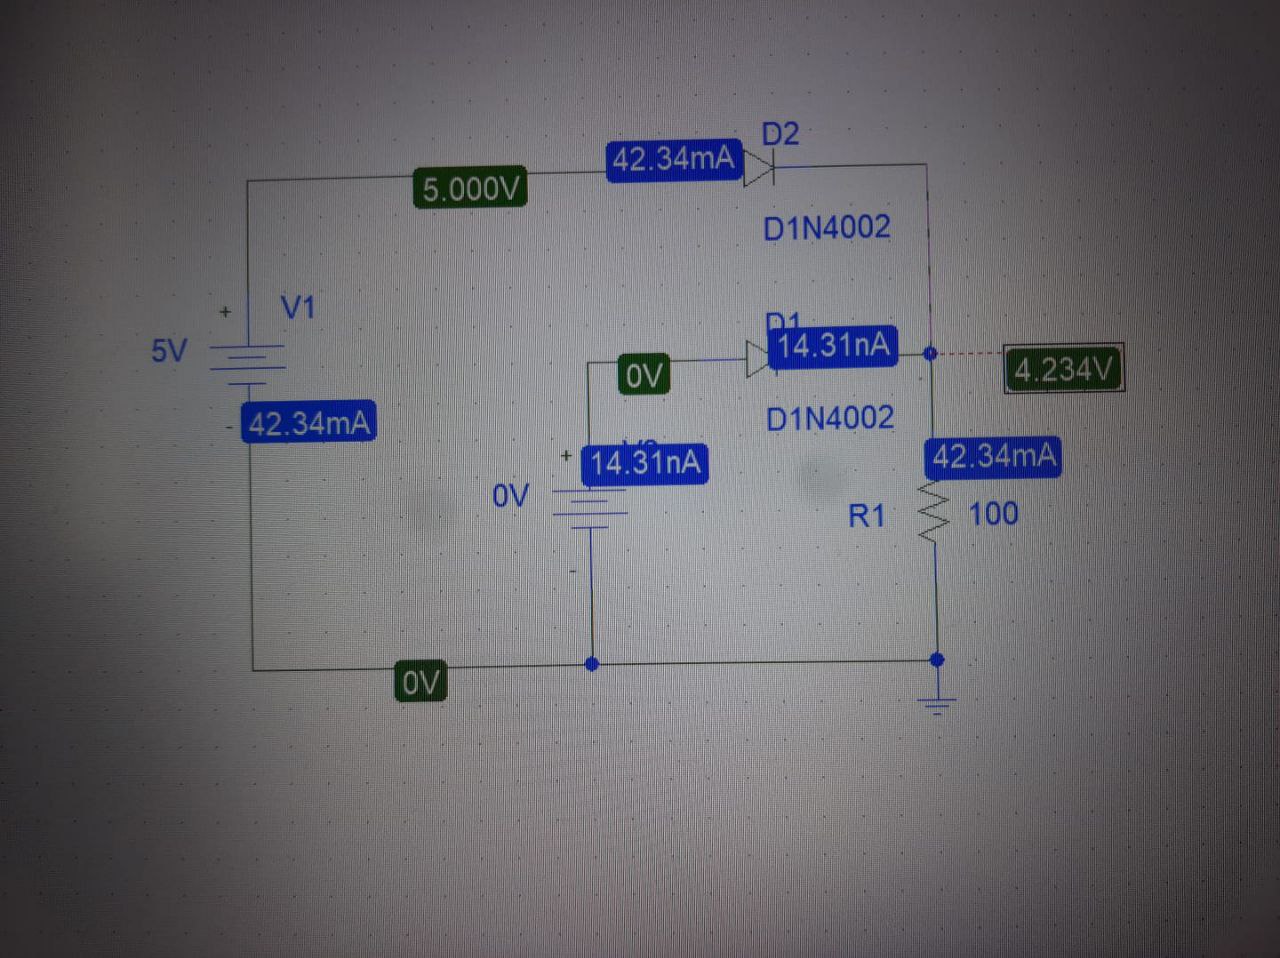 D2
42.34mA
5.000V
D1N4002
+
V1
D1
14.31nA
5V
0V
4.234V
42.34mA
-
D1N4002
+
14.31nA
42.34mA
0V
R1
100
-
0V